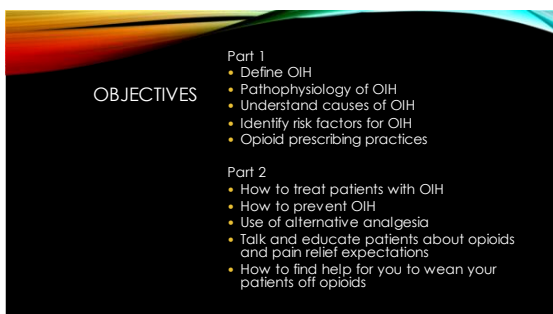 OBJECTIVES
Part 1
• Define OIH
• Pathophysiology of OIH
• Understand causes of OIH
• Identify risk factors for OIH
• Opioid prescribing practices
Part 2
• How to treat patients with OIH
• How to prevent OIH
• Use of alternative analgesia
• Talk and educate patients about opioids
and pain relief expectations
• How to find help for you to wean your
patients off opioids